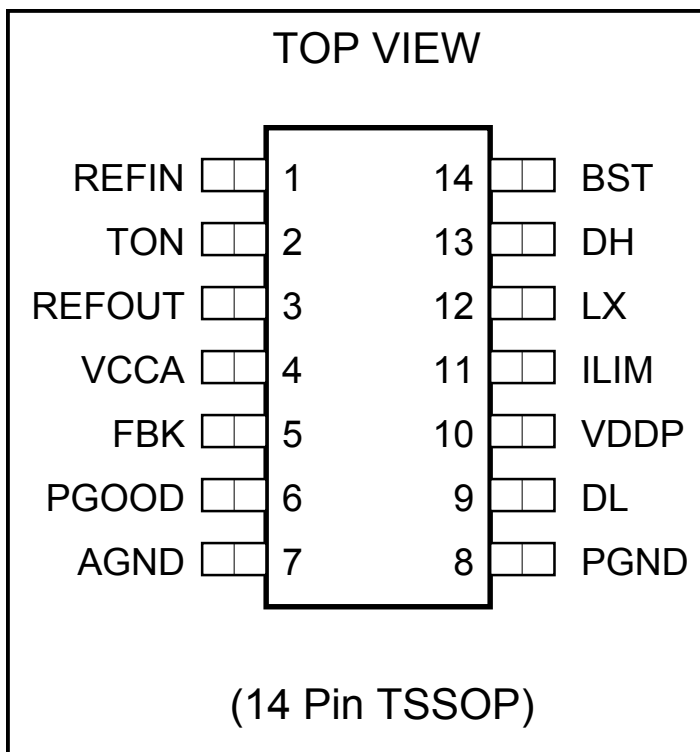 TOP VIEW
REFIN 1 14 BST
TON 2 13 DH
REFOUT 3 12 LX
VCCA 4 11 ILIM
FBK 5 10 VDDP
PGOOD 6 9 DL
AGND 7 8 PGND
(14 Pin TSSOP)